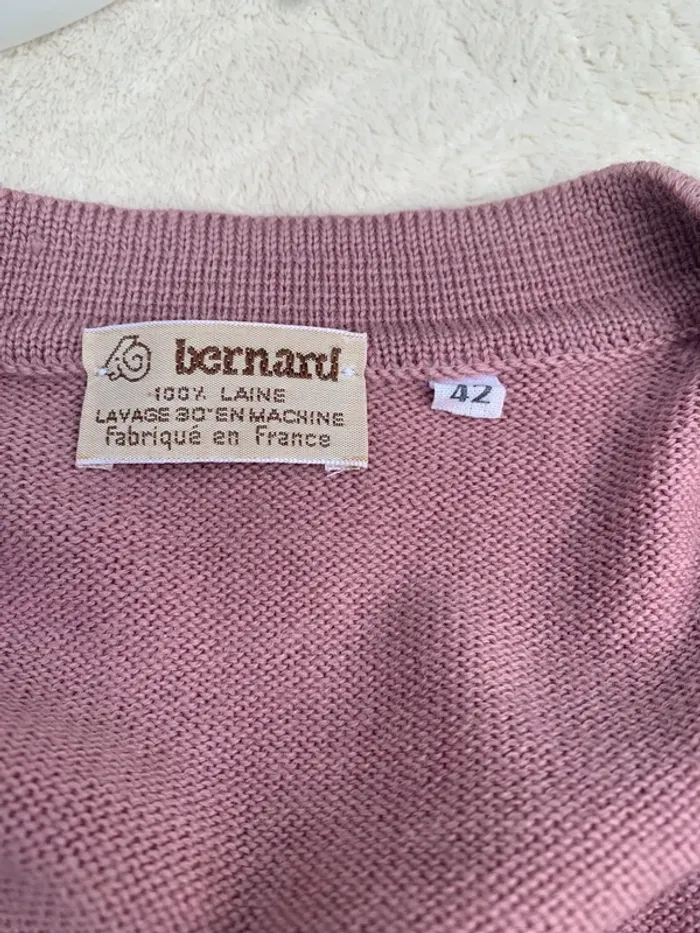 bernard
100% LAINE
LAVAGE 30° EN MACHINE
Fabriqué en France
42